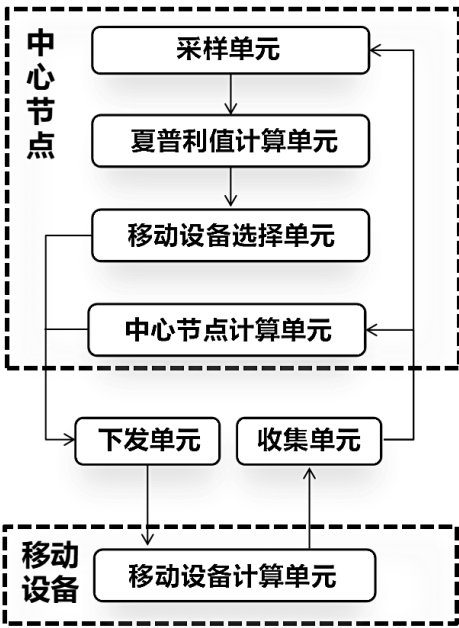 中心节点
采样单元
夏普利值计算单元
移动设备选择单元
中心节点计算单元
下发单元
收集单元
移动
设备
移动设备计算单元